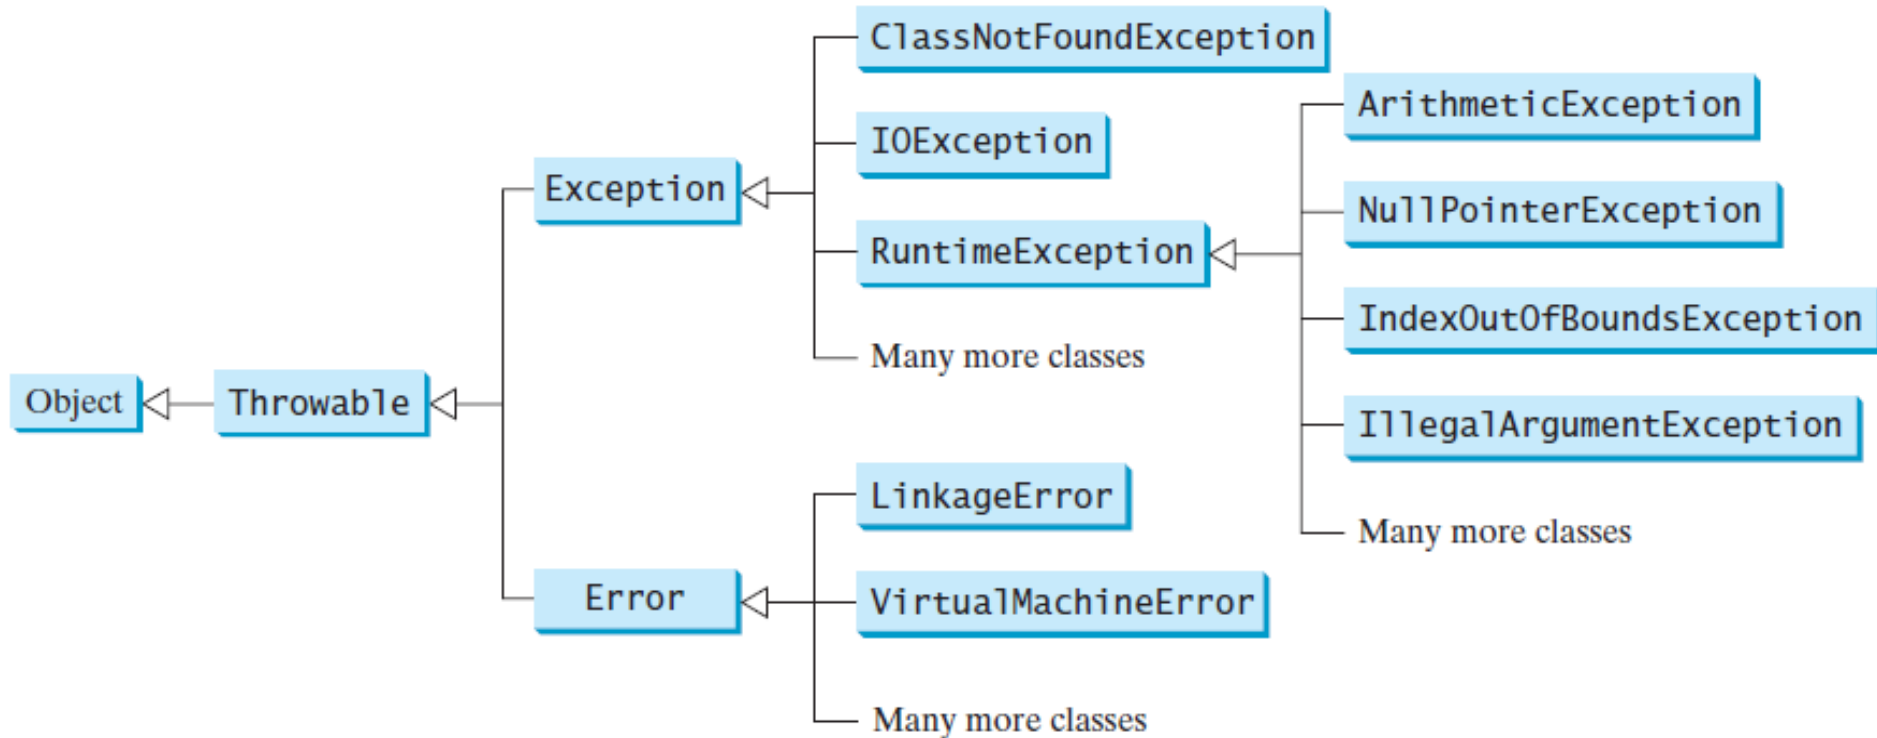 ClassNotFoundException
ArithmeticException
IOException
Exception
NullPointerException
RuntimeException
IndexOutOfBoundsException
Many more classes
Object
Throwable
IllegalArgumentException
LinkageError
Many more classes
Error
VirtualMachineError
Many more classes